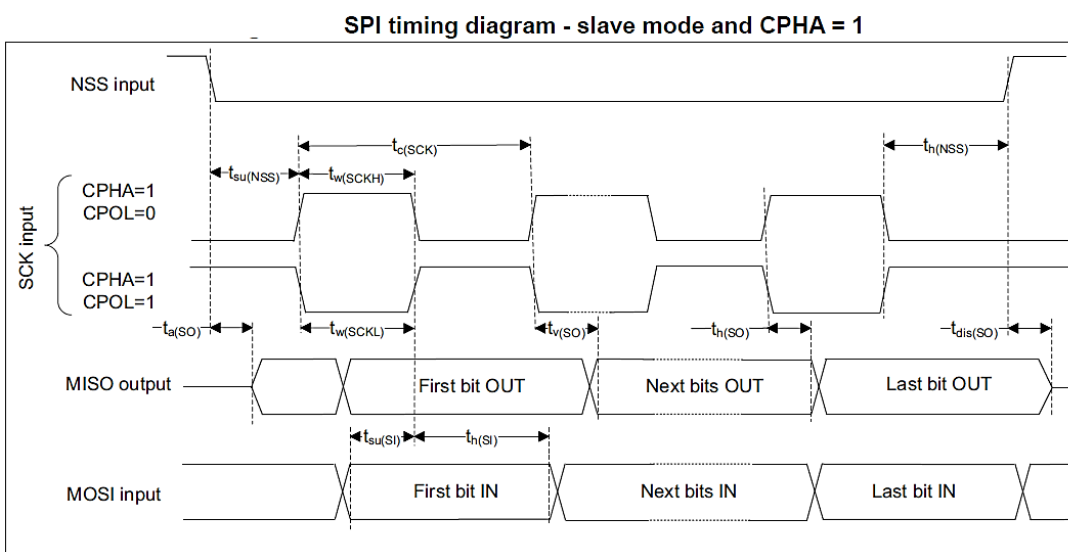 SPI timing diagram - slave mode and CPHA = 1
NSS input
tc(SCK)
th(NSS)
tsu(NSS)
tw(SCKH)
SCK input
CPHA=1
CPOL=0
CPHA=1
CPOL=1
ta(SO)
tw(SCKL)
tv(SO)
th(SO)
tdis(SO)
MISO output
First bit OUT
Next bits OUT
Last bit OUT
tsu(SI)
th(SI)
MOSI input
First bit IN
Next bits IN
Last bit IN